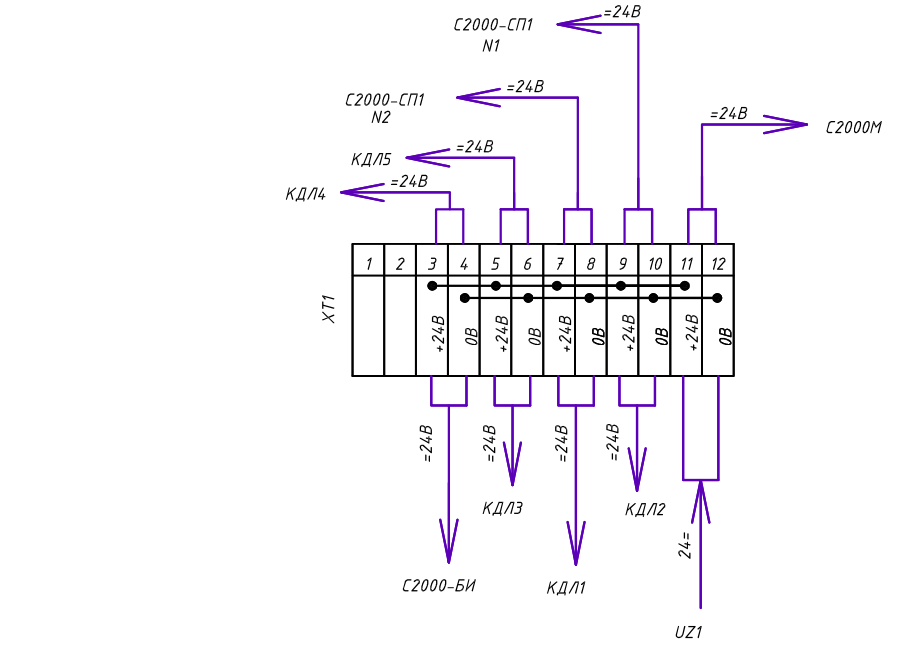 С2000-СП1
N1
=24В
С2000-СП1
N2
=24В
=24В
С2000М
КДЛ5
=24В
КДЛ4
=24В
1 2 3 4 5 6 7 8 9 10 11 12
ХТ1
+24В 0В +24В 0В +24В 0В +24В 0В +24В 0В
=24В =24В =24В =24В
КДЛ3
КДЛ2
24=
С2000-БИ
КДЛ1
UZ1